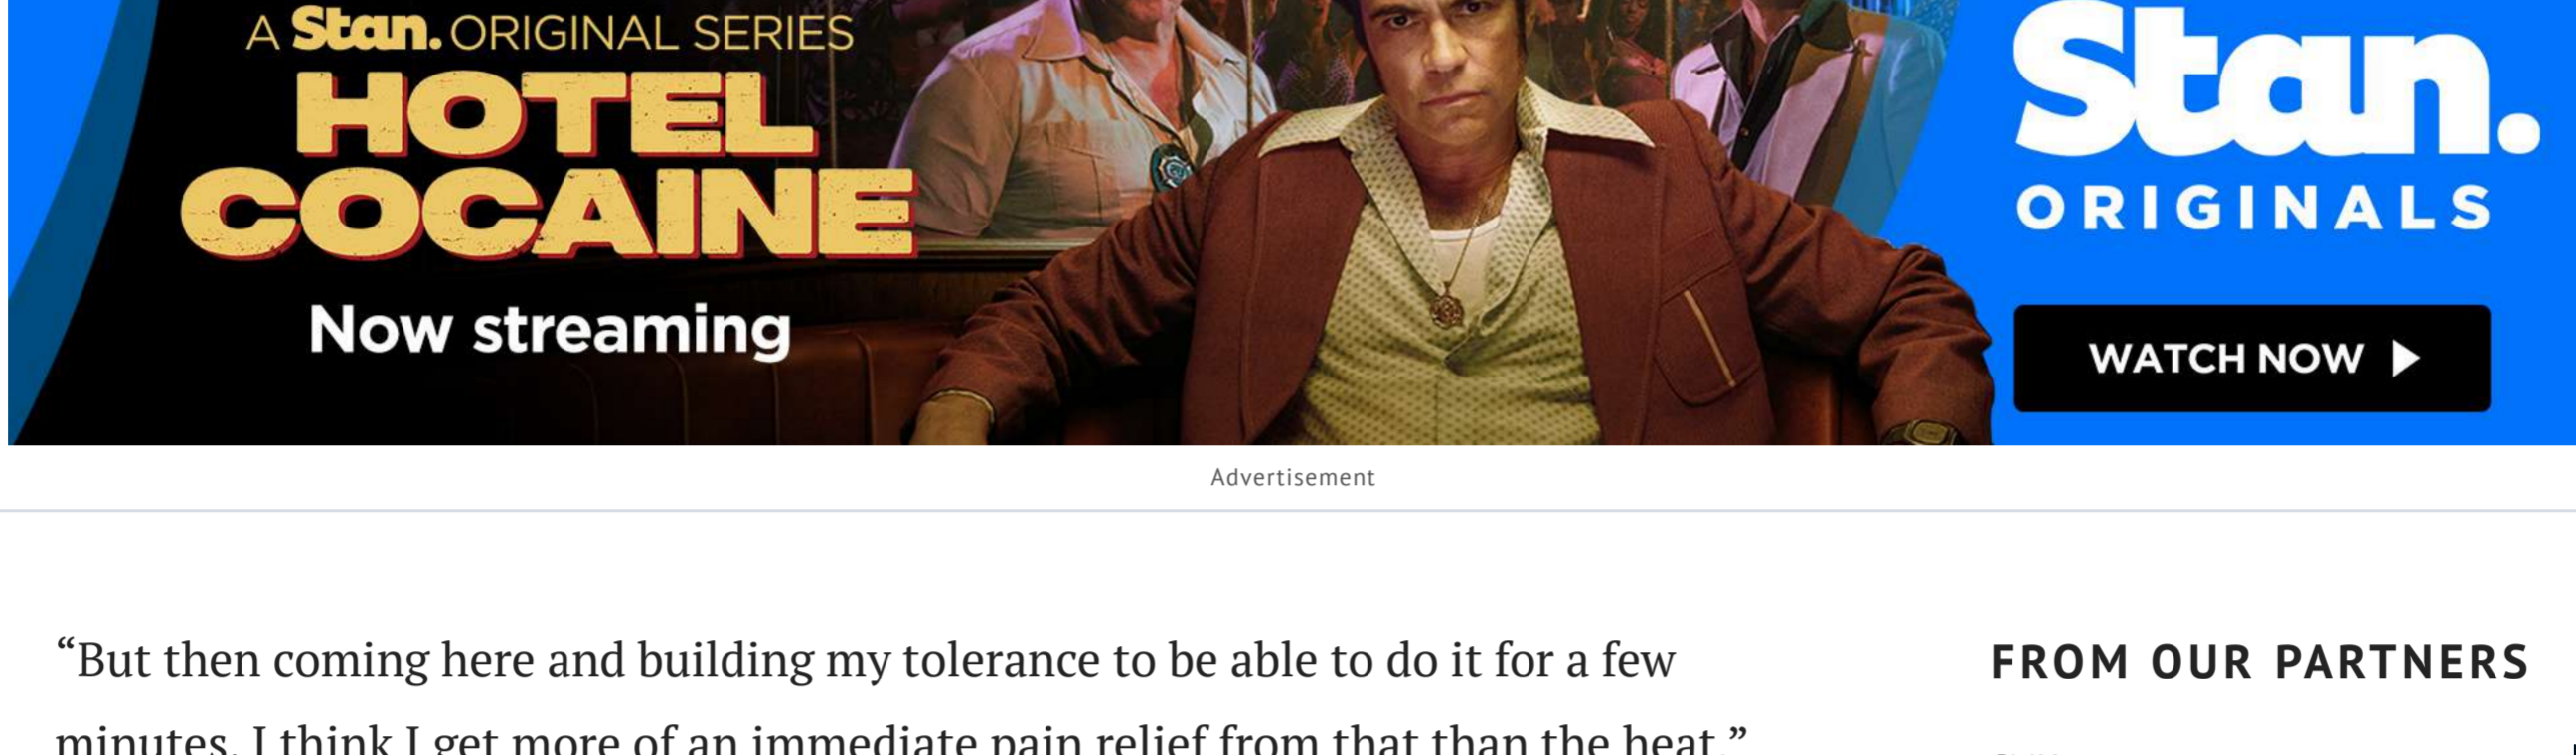 A Stan. ORIGINAL SERIES
HOTEL
COCAINE
Now streaming
Stan.
ORIGINALS
WATCH NOW
Advertisement
“But then coming here and building my tolerance to be able to do it for a few
minutes, I think I get more of an immediate pain relief from that than the heat.”
FROM OUR PARTNERS